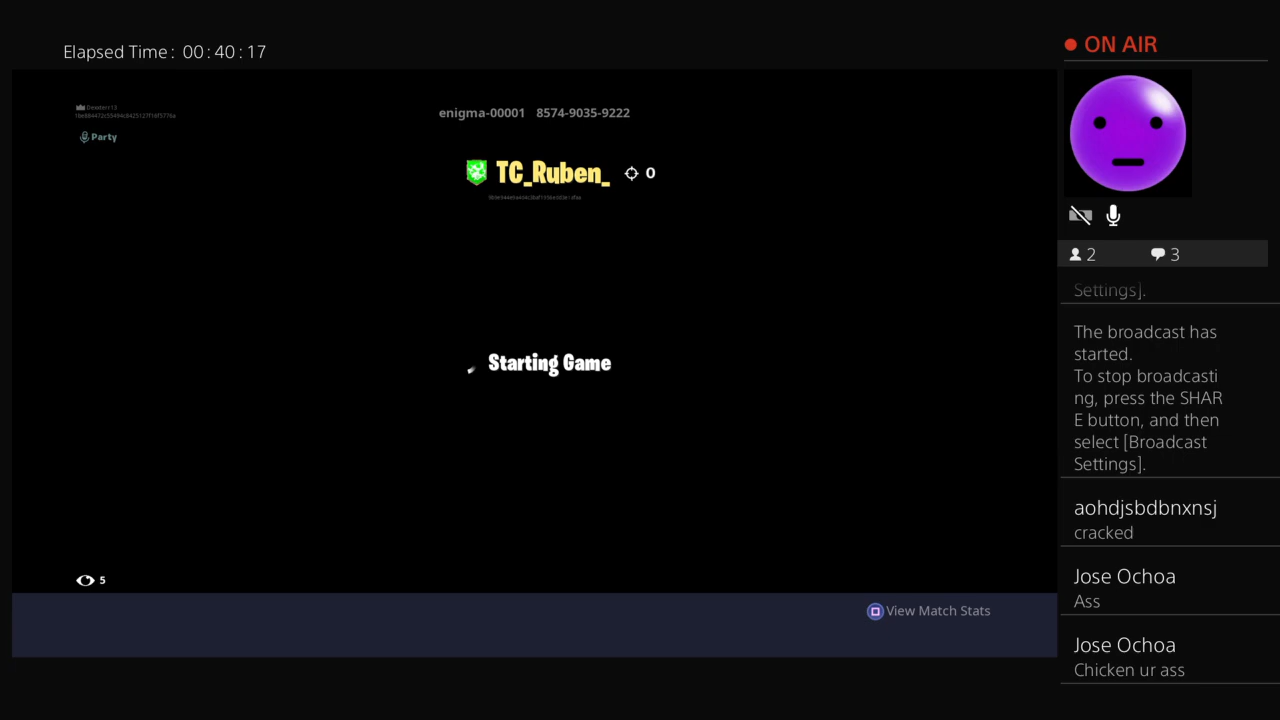 Elapsed Time: 00:40:17
ON AIR
Dexterr13
Party
enigma-00001 8574-9035-9222
TC_Ruben_ 0
Starting Game
5
View Match Stats
2 3
Settings].
The broadcast has
started.
To stop broadcasti
ng, press the SHAR
E button, and then
select [Broadcast
Settings].
aohdjsbdbnxnsj
cracked
Jose Ochoa
Ass
Jose Ochoa
Chicken ur ass